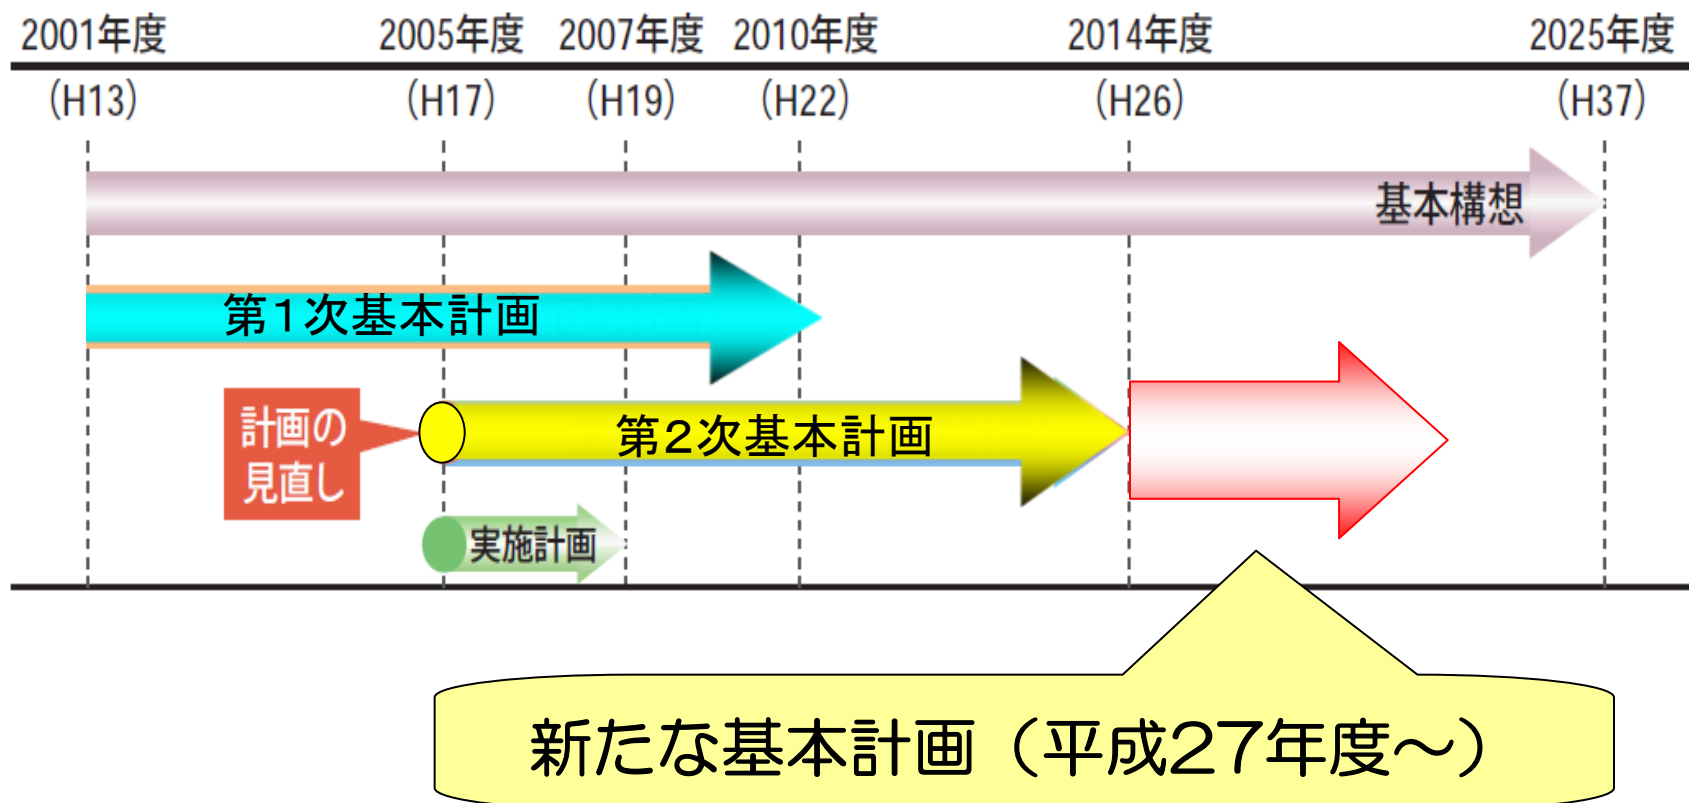 2001年度 2005年度 2007年度 2010年度 2014年度 2025年度
(H13) (H17) (H19) (H22) (H26) (H37)
基本構想
第1次基本計画
計画の
見直し
第2次基本計画
実施計画
新たな基本計画（平成27年度～）